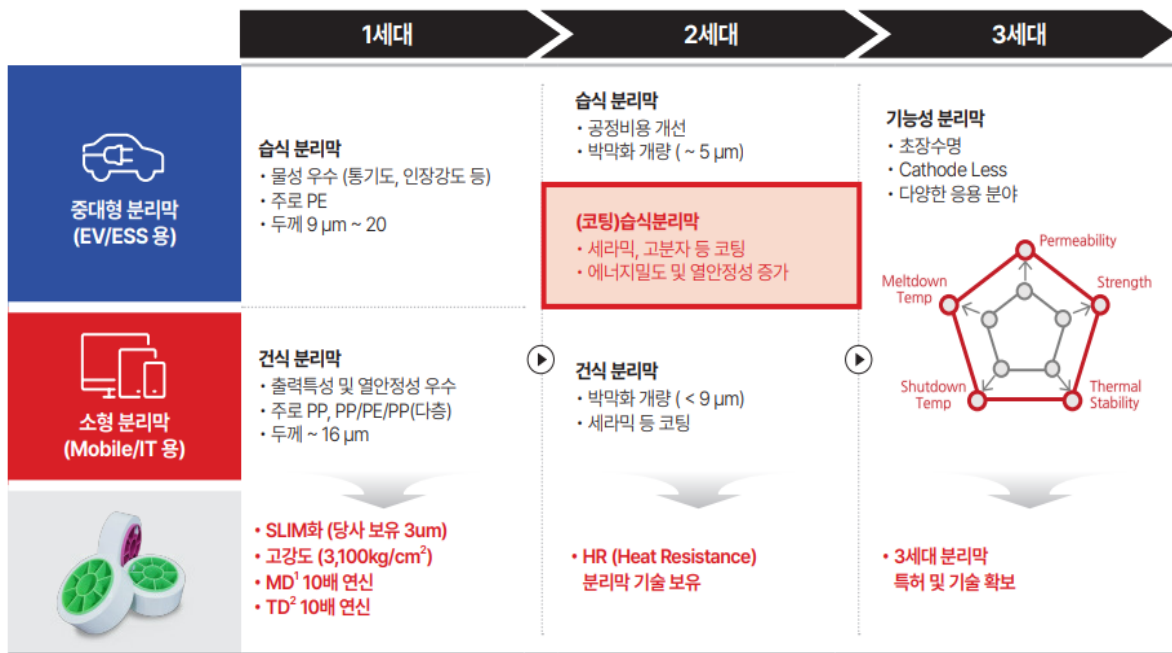 1세대
2세대
3세대
중대형 분리막
(EV/ESS 용)
습식 분리막
• 물성 우수 (통기도, 인장강도 등)
• 주로 PE
• 두께 9 µm ~ 20
습식 분리막
• 공정비용 개선
• 박막화 개량 ( ~ 5 µm)
(코팅)습식분리막
• 세라믹, 고분자 등 코팅
• 에너지밀도 및 열안정성 증가
기능성 분리막
• 초장수명
• Cathode Less
• 다양한 응용 분야
Permeability
Meltdown
Temp
Strength
Shutdown
Temp
Thermal
Stability
소형 분리막
(Mobile/IT 용)
건식 분리막
• 출력특성 및 열안정성 우수
• 주로 PP, PP/PE/PP(다층)
• 두께 ~ 16 µm
건식 분리막
• 박막화 개량 ( < 9 µm)
• 세라믹 등 코팅
• SLIM화 (당사 보유 3um)
• 고강도 (3,100kg/cm²)
• MD¹ 10배 연신
• TD² 10배 연신
• HR (Heat Resistance)
분리막 기술 보유
• 3세대 분리막
특허 및 기술 확보